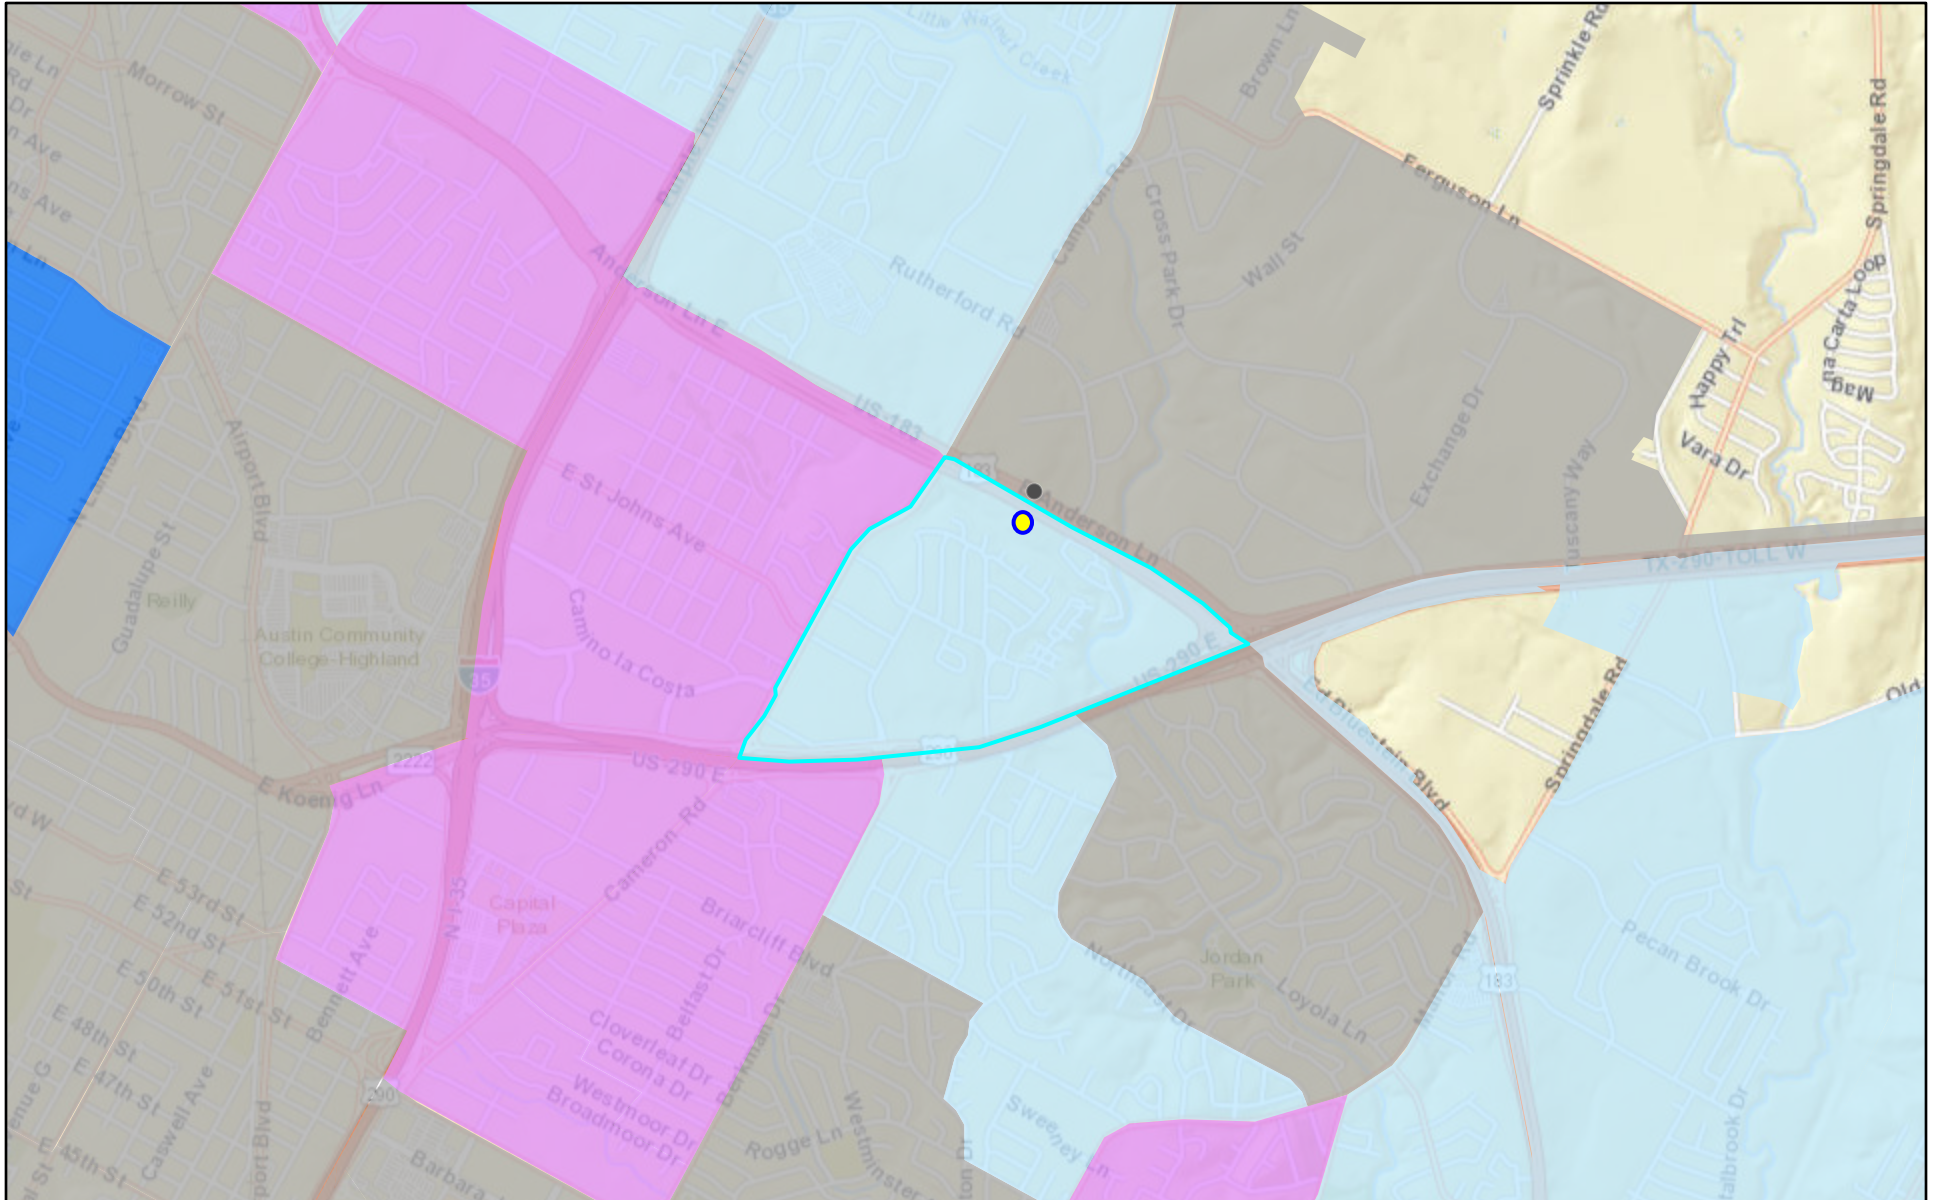 Little Walnut Creek
Brown Ln
Sprinkle Rd
Springdale Rd
Morrow St
Ferguson Ln
Cameron Rd
Cross Park Dr
Wall St
Rutherford Rd
Anderson Ln E
US-183
183
E Anderson Ln
Happy Trl
Vara Dr
Exchange Dr
Tuscany Way
TX-290-TOLL W
N Lamar Blvd
Airport Blvd
Guadalupe St
Reilly
Austin Community
College-Highland
E St Johns Ave
Camino la Costa
35
US-290 E
2222
E Koenig Ln
US-290 E
290
Ed Bluestein Blvd
Springdale Rd
Old
Cameron Rd
N I-35
Capital
Plaza
Briarcliff Blvd
Belfast Dr
Berkman Dr
Cloverleaf Dr
Corona Dr
Westmoor Dr
Broadmoor Dr
E 53rd St
E 52nd St
E 51st St
E 50th St
E 48th St
E 47th St
E 45th St
Bennett Ave
Caswell Ave
290
Barbara
Rogge Ln
Westminster
Sweeney Ln
Northeast Dr
Jordan
Park
Loyola Ln
Manor Rd
183
Pecan Brook Dr